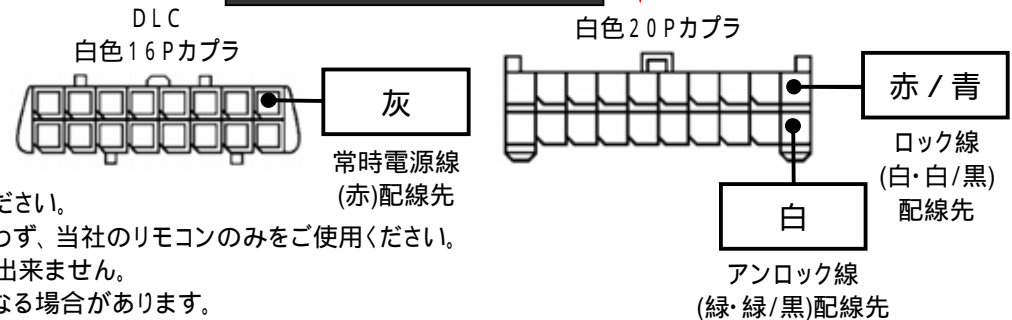 DLC
白色16Pカプラ
灰
常時電源線
(赤)配線先
白色20Pカプラ
赤/青
ロック線
(白・白/黒)
配線先
白
アンロック線
(緑・緑/黒)配線先
ださい。
わず、当社のリモコンのみをご使用ください。
出来ません。
なる場合があります。